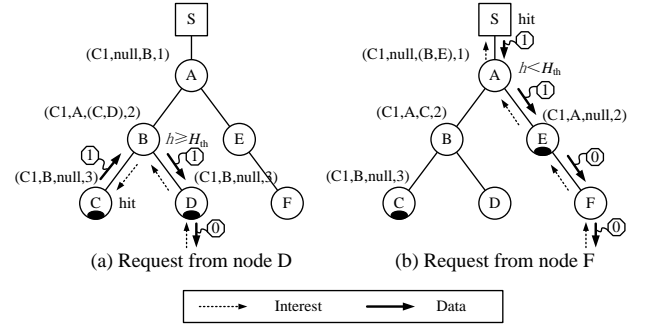 S
(C1,null,B,1)
A
(C1,A,(C,D),2)
B
h≥Hth
E
1
1
(C1,B,null,3)
(C1,B,null,3)
C
hit
D
F
0
(a) Request from node D
S
hit
1
(C1,null,(B,E),1)
A
h<Hth
1
(C1,A,C,2)
(C1,A,null,2)
B
E
0
(C1,B,null,3)
C
D
F
0
(b) Request from node F
Interest
Data